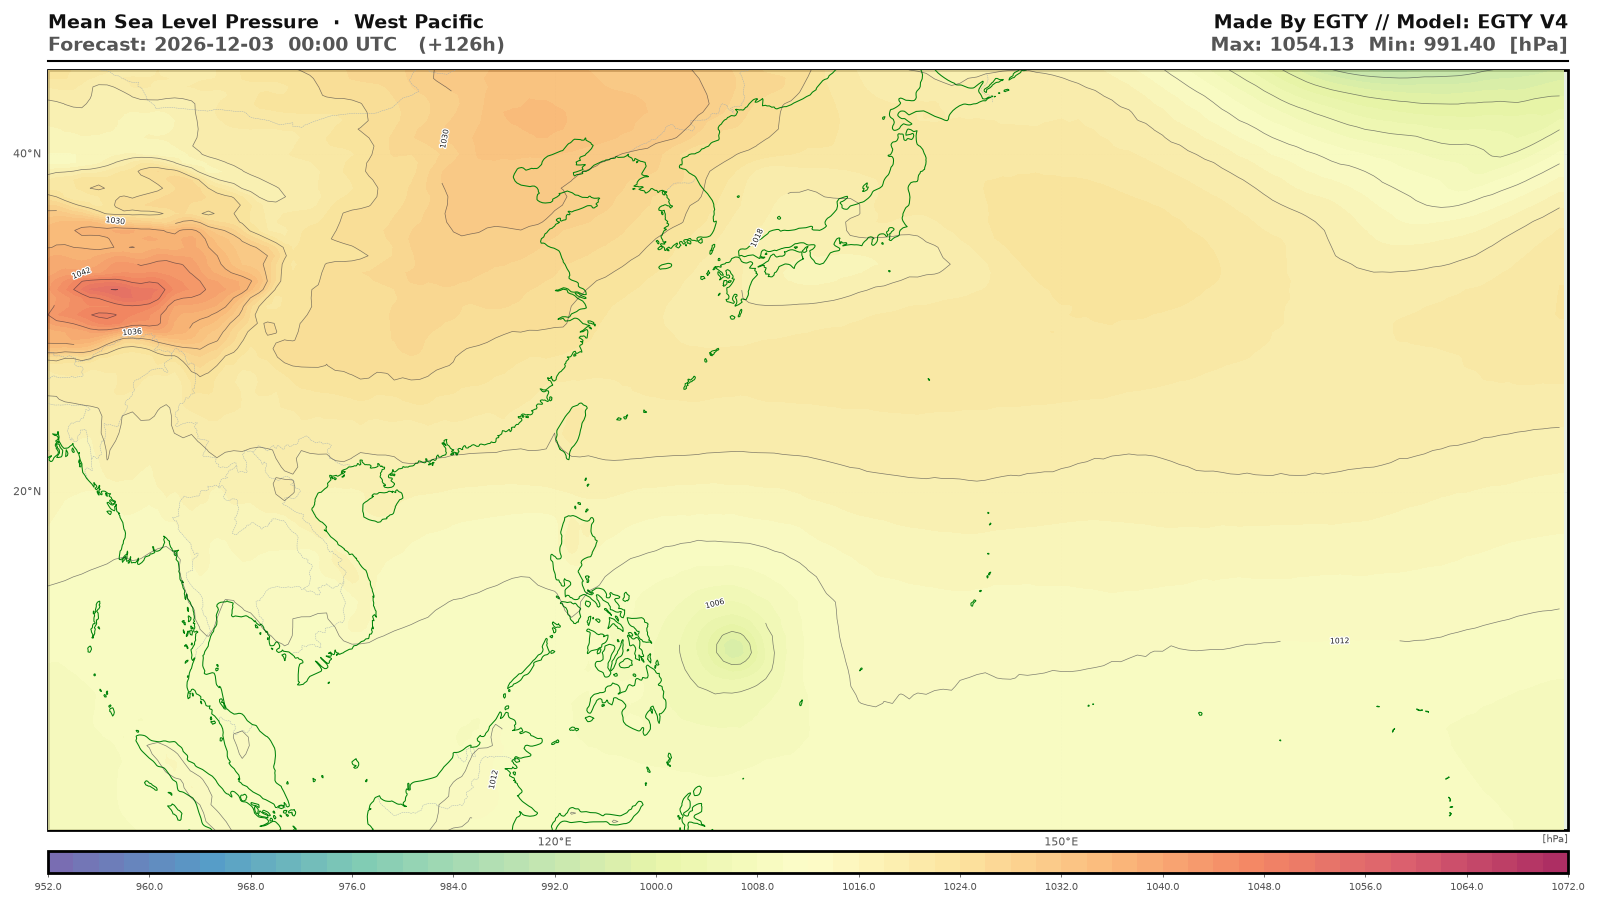 Mean Sea Level Pressure · West Pacific
Made By EGTY // Model: EGTY V4
Forecast: 2026-12-03 00:00 UTC (+126h)
Max: 1054.13 Min: 991.40 [hPa]
1030
40°N
1030
1018
1042
1036
20°N
1006
1012
1012
120°E
150°E
[hPa]
952.0
960.0
968.0
976.0
984.0
992.0
1000.0
1008.0
1016.0
1024.0
1032.0
1040.0
1048.0
1056.0
1064.0
1072.0